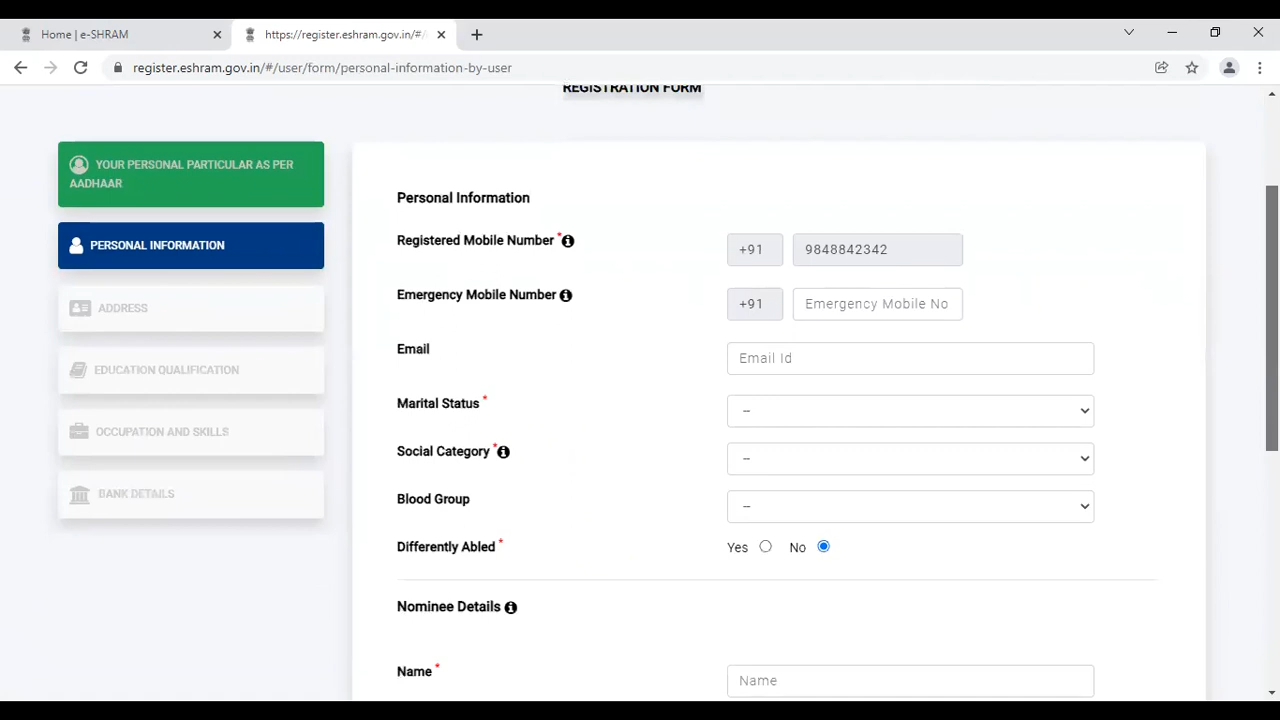 Home | e-SHRAM
https://register.eshram.gov.in/#/
register.eshram.gov.in/#/user/form/personal-information-by-user
REGISTRATION FORM
YOUR PERSONAL PARTICULAR AS PER
AADHAAR
PERSONAL INFORMATION
ADDRESS
EDUCATION QUALIFICATION
OCCUPATION AND SKILLS
BANK DETAILS
Personal Information
Registered Mobile Number * +91 9848842342
Emergency Mobile Number +91 Emergency Mobile No
Email Email Id
Marital Status * --
Social Category * --
Blood Group --
Differently Abled * Yes No
Nominee Details
Name * Name